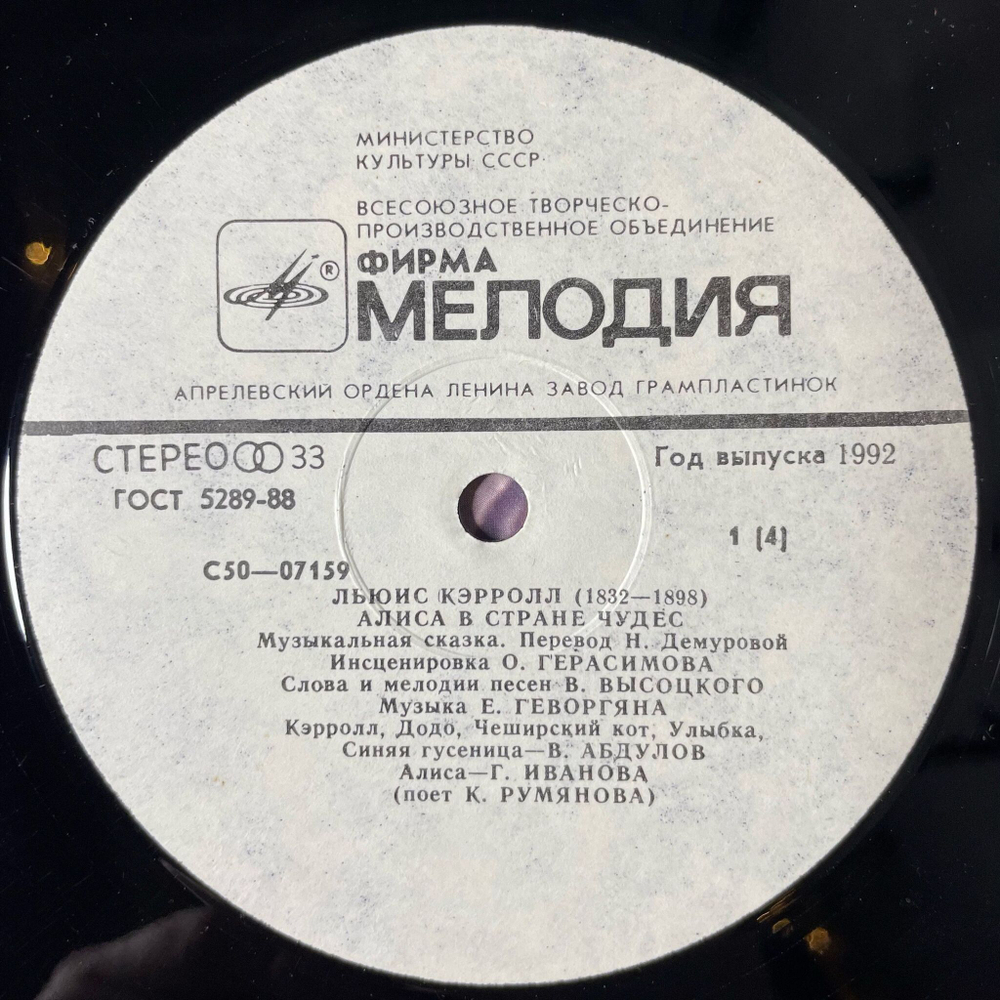 МИНИСТЕРСТВО
КУЛЬТУРЫ СССР
ВСЕСОЮЗНОЕ ТВОРЧЕСКО-
ПРОИЗВОДСТВЕННОЕ ОБЪЕДИНЕНИЕ
ФИРМА
®
МЕЛОДИЯ
АПРЕЛЕВСКИЙ ОРДЕНА ЛЕНИНА ЗАВОД ГРАМПЛАСТИНОК
СТЕРЕО 33
Год выпуска 1992
ГОСТ 5289-88
1 (4)
С50—07159
ЛЬЮИС КЭРРОЛЛ (1832—1898)
АЛИСА В СТРАНЕ ЧУДЕС
Музыкальная сказка. Перевод Н. Демуровой
Инсценировка О. ГЕРАСИМОВА
Слова и мелодии песен В. ВЫСОЦКОГО
Музыка Е. ГЕВОРГЯНА
Кэрролл, Додо, Чеширский кот, Улыбка,
Синяя гусеница—В. АБДУЛОВ
Алиса—Г. ИВАНОВА
(поет К. РУМЯНОВА)